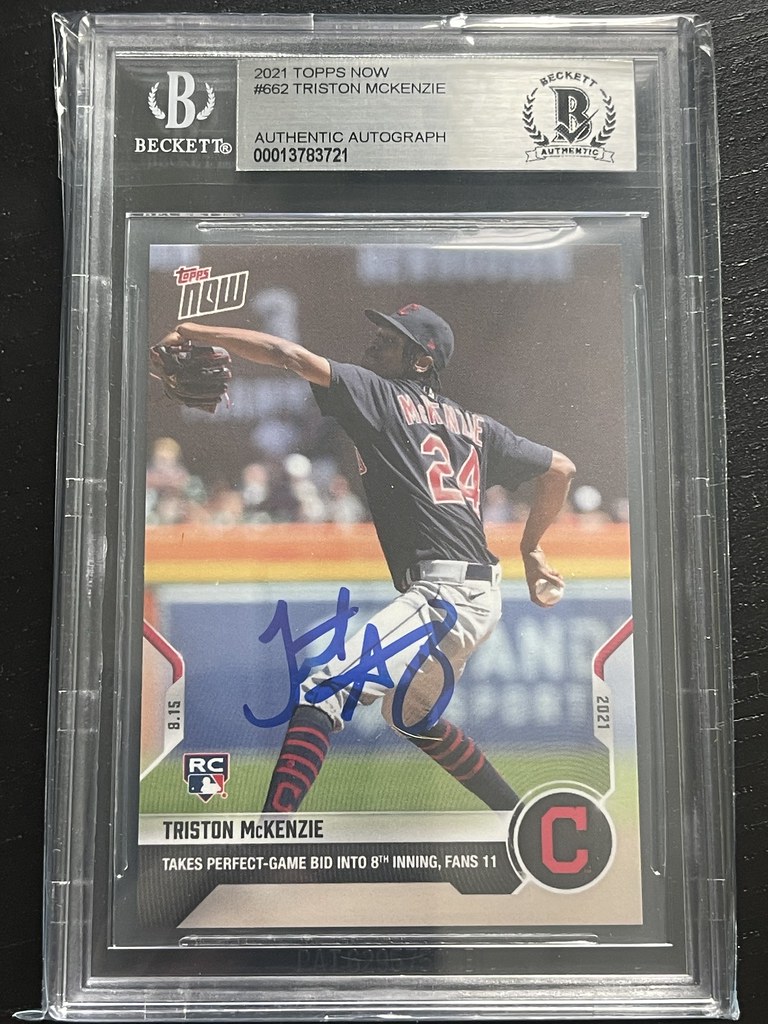 2021 TOPPS NOW
#662 TRISTON MCKENZIE
AUTHENTIC AUTOGRAPH
00013783721
B
BECKETT®
BECKETT
B
AUTHENTIC
topps
NOW
C
McKENZIE
24
8.15
2021
RC
TRISTON McKENZIE
TAKES PERFECT-GAME BID INTO 8TH INNING, FANS 11
C